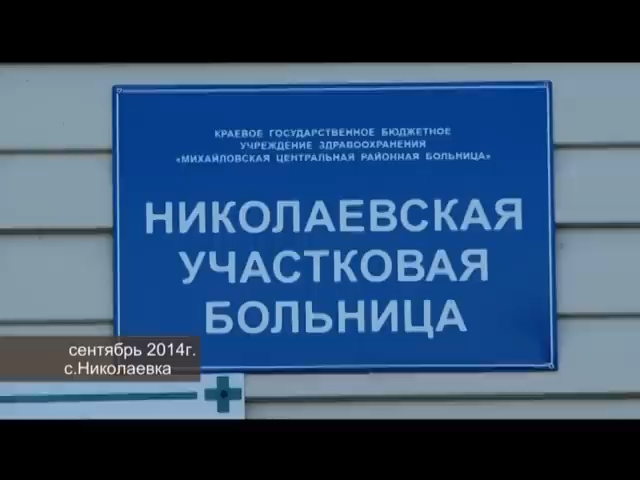 КРАЕВОЕ ГОСУДАРСТВЕННОЕ БЮДЖЕТНОЕ
УЧРЕЖДЕНИЕ ЗДРАВООХРАНЕНИЯ
«МИХАЙЛОВСКАЯ ЦЕНТРАЛЬНАЯ РАЙОННАЯ БОЛЬНИЦА»
НИКОЛАЕВСКАЯ
УЧАСТКОВАЯ
БОЛЬНИЦА
сентябрь 2014г.
с.Николаевка